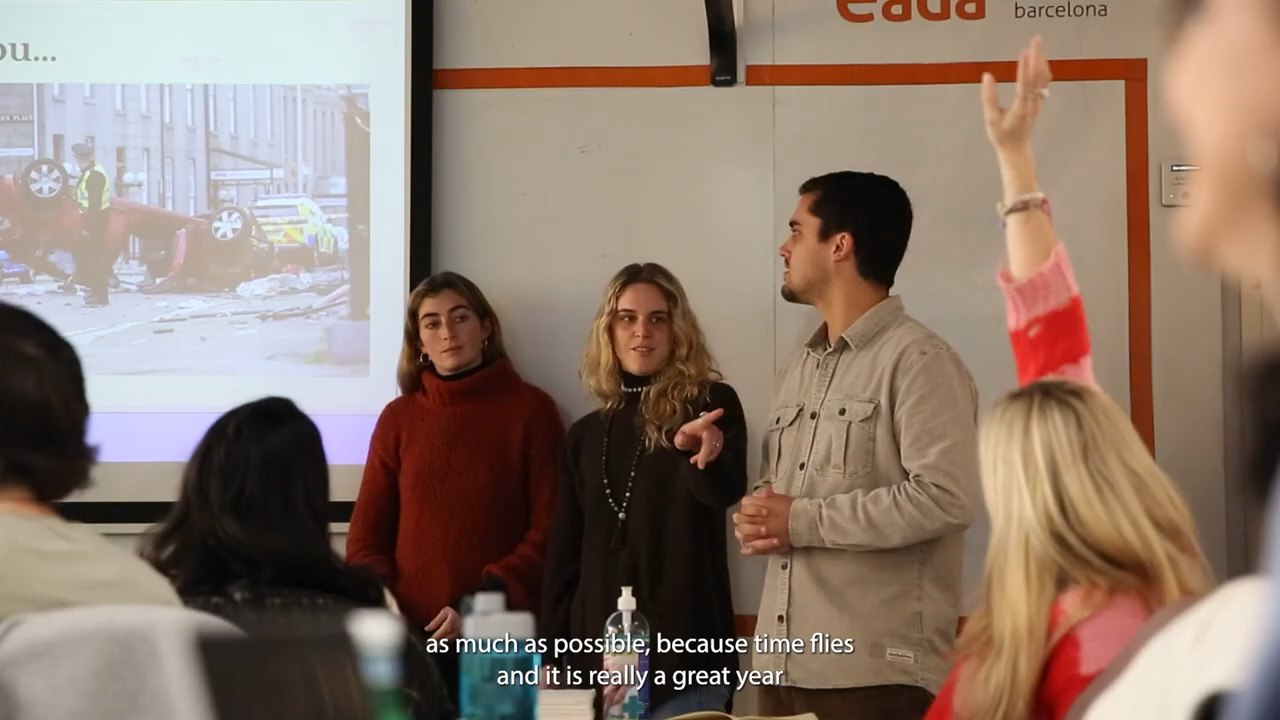 ou...
eada
barcelona
as much as possible, because time flies
and it is really a great year